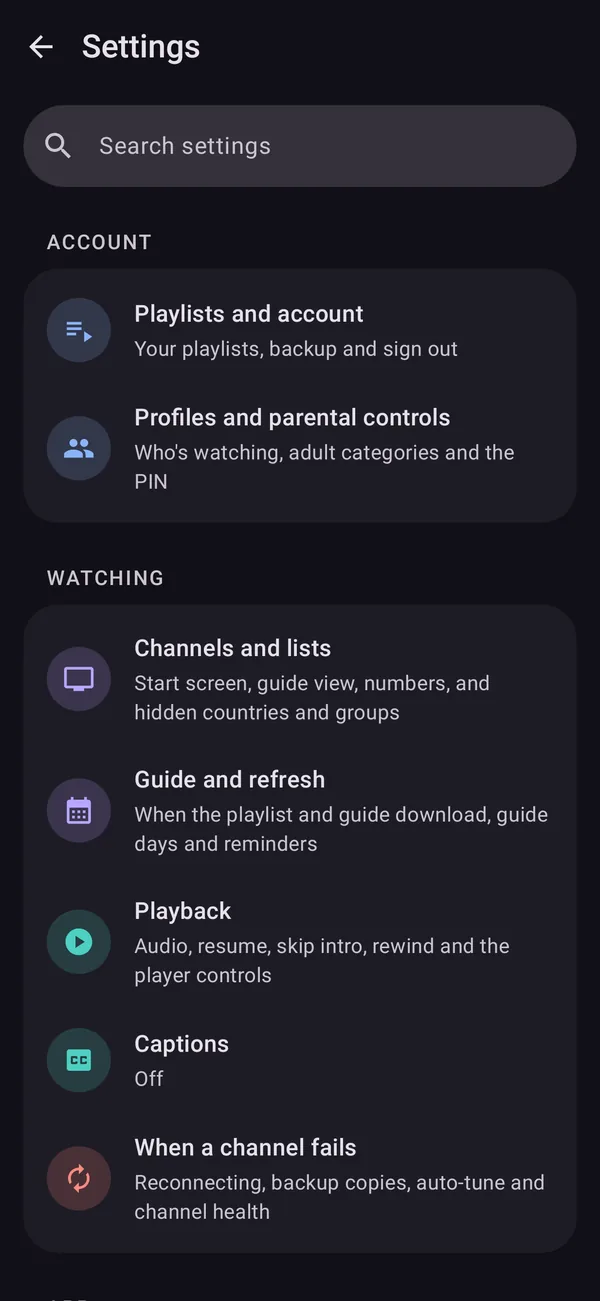 Settings
Search settings
ACCOUNT
Playlists and account
Your playlists, backup and sign out
Profiles and parental controls
Who's watching, adult categories and the
PIN
WATCHING
Channels and lists
Start screen, guide view, numbers, and
hidden countries and groups
Guide and refresh
When the playlist and guide download, guide
days and reminders
Playback
Audio, resume, skip intro, rewind and the
player controls
CC
Captions
Off
When a channel fails
Reconnecting, backup copies, auto-tune and
channel health